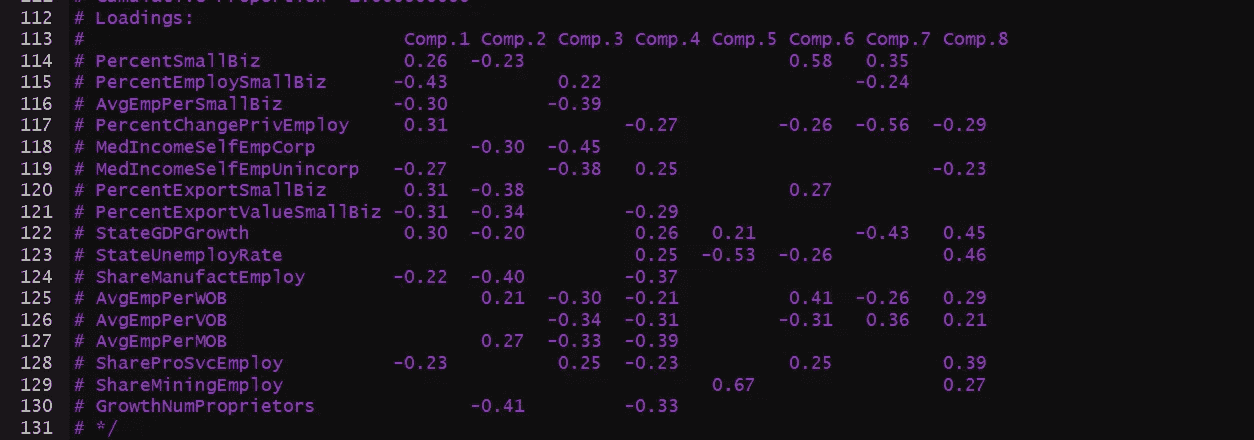 112 # Loadings:
113 # Comp.1 Comp.2 Comp.3 Comp.4 Comp.5 Comp.6 Comp.7 Comp.8
114 # PercentSmallBiz 0.26 -0.23 0.58 0.35
115 # PercentEmploySmallBiz -0.43 0.22 -0.24
116 # AvgEmpPerSmallBiz -0.30 -0.39
117 # PercentChangePrivEmploy 0.31 -0.27 -0.26 -0.56 -0.29
118 # MedIncomeSelfEmpCorp -0.30 -0.45
119 # MedIncomeSelfEmpUnincorp -0.27 -0.38 0.25 -0.23
120 # PercentExportSmallBiz 0.31 -0.38 0.27
121 # PercentExportValueSmallBiz -0.31 -0.34 -0.29
122 # StateGDPGrowth 0.30 -0.20 0.26 0.21 -0.43 0.45
123 # StateUnemployRate 0.25 -0.53 -0.26 0.46
124 # ShareManufactEmploy -0.22 -0.40 -0.37
125 # AvgEmpPerWOB 0.21 -0.30 -0.21 0.41 -0.26 0.29
126 # AvgEmpPerVOB -0.34 -0.31 -0.31 0.36 0.21
127 # AvgEmpPerMOB 0.27 -0.33 -0.39
128 # ShareProSvcEmploy -0.23 0.25 -0.23 0.25 0.39
129 # ShareMiningEmploy 0.67 0.27
130 # GrowthNumProprietors -0.41 -0.33
131 # */